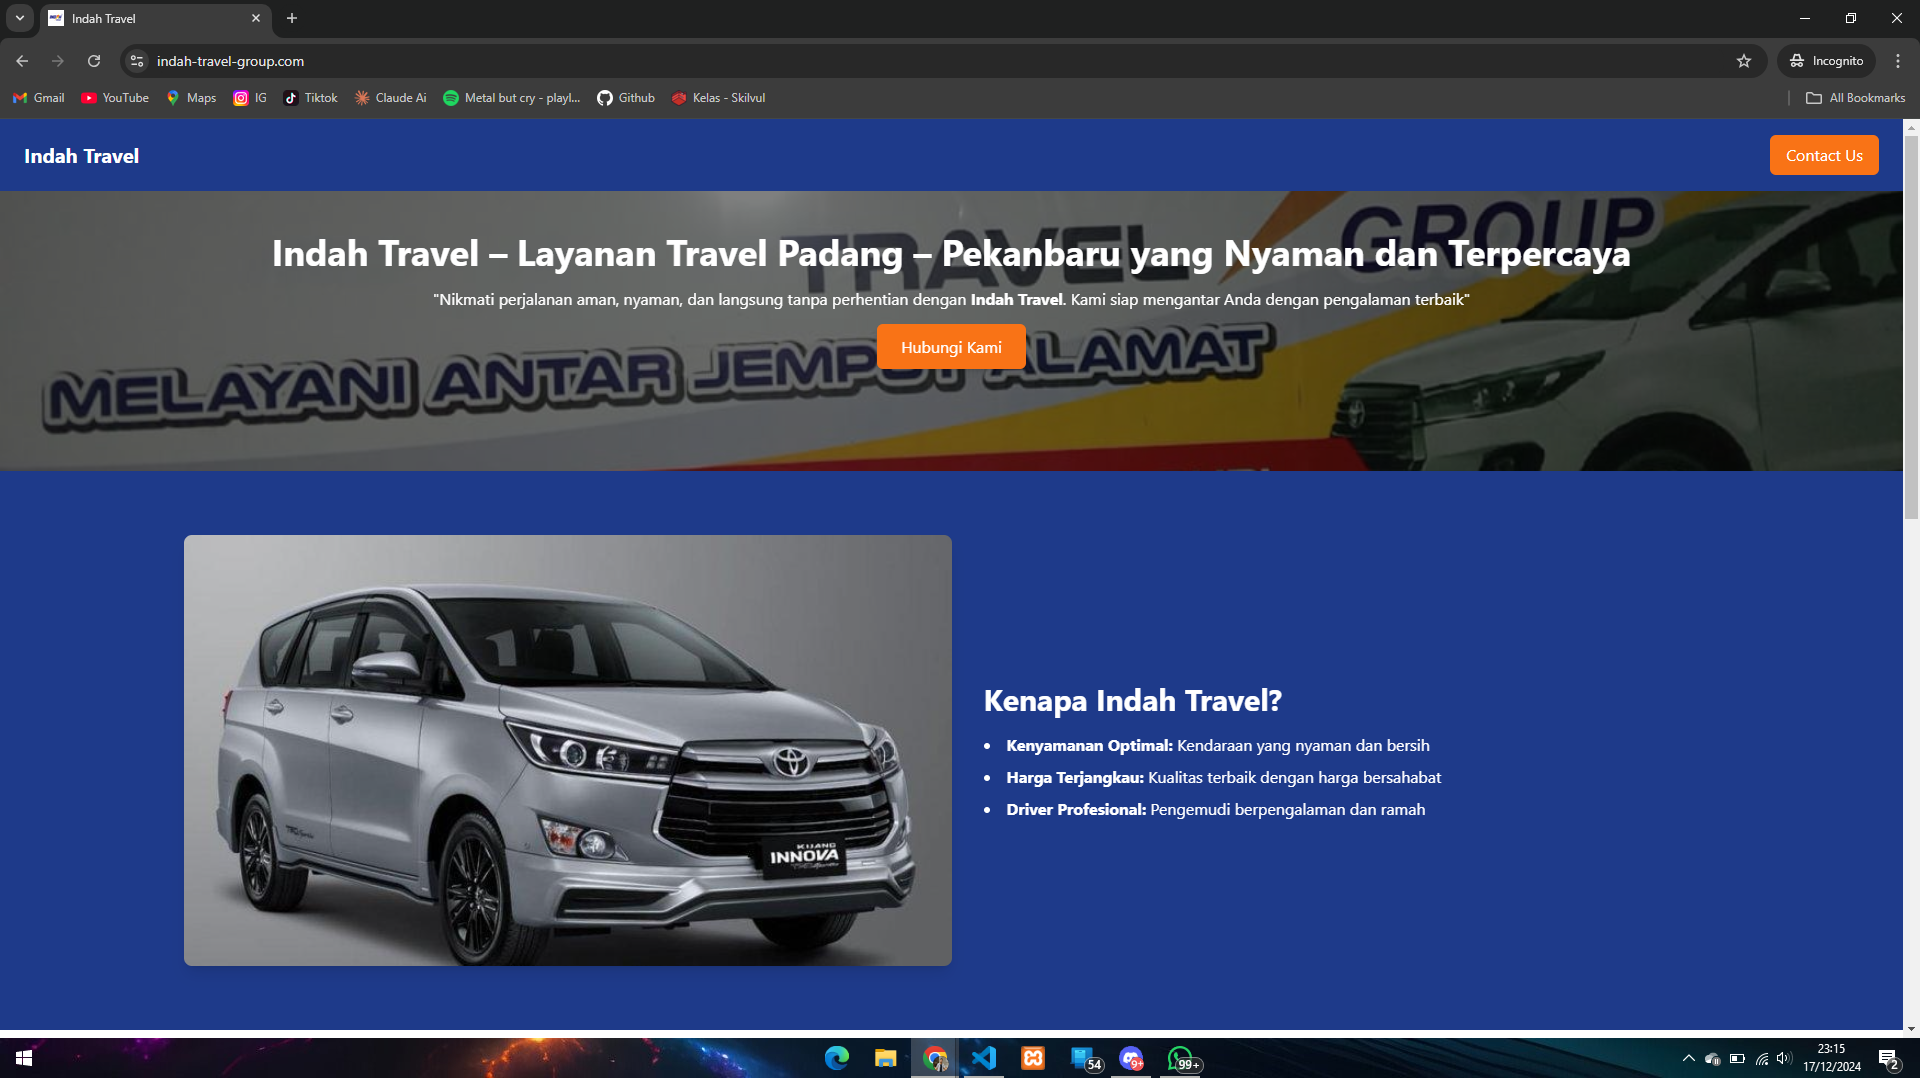 Indah Travel
indah-travel-group.com
Incognito
Gmail
YouTube
Maps
IG
Tiktok
Claude Ai
Metal but cry - playl...
Github
Kelas - Skilvul
All Bookmarks
Indah Travel
Contact Us
TRAVEL GROUP
Indah Travel – Layanan Travel Padang – Pekanbaru yang Nyaman dan Terpercaya
"Nikmati perjalanan aman, nyaman, dan langsung tanpa perhentian dengan Indah Travel. Kami siap mengantar Anda dengan pengalaman terbaik"
Hubungi Kami
MELAYANI ANTAR JEMPUT ALAMAT
KIJANG
INNOVA
Kenapa Indah Travel?
• Kenyamanan Optimal: Kendaraan yang nyaman dan bersih
• Harga Terjangkau: Kualitas terbaik dengan harga bersahabat
• Driver Profesional: Pengemudi berpengalaman dan ramah
54
9+
99+
23:15
17/12/2024
2